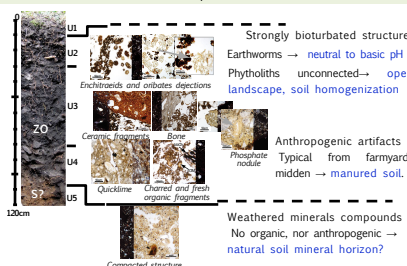 0
U1
U2
U3
ZO
U4
S?
U5
120cm
Enchitraeids and oribates dejections
Ceramic fragments
Bone
Phosphate
nodule
Quicklime
Charred and fresh
organic fragments
Compacted structure
Strongly bioturbated structure
Earthworms → neutral to basic pH
Phytholiths unconnected→ ope
landscape, soil homogenization
Anthropogenic artifacts
Typical from farmyard
midden → manured soil.
Weathered minerals compounds
No organic, nor anthropogenic →
natural soil mineral horizon?